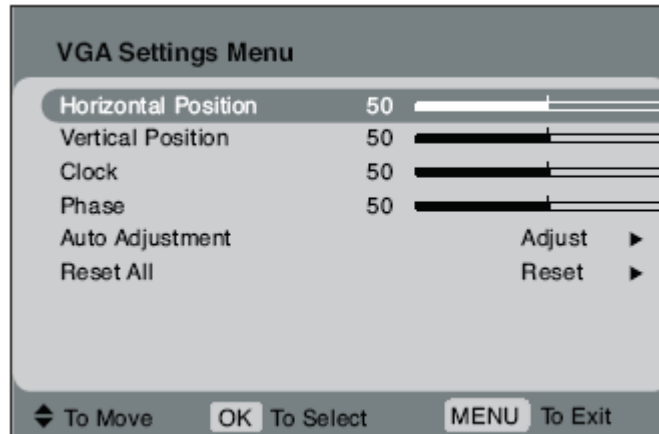 VGA Settings Menu
Horizontal Position 50
Vertical Position 50
Clock 50
Phase 50
Auto Adjustment Adjust ►
Reset All Reset ►
To Move OK To Select MENU To Exit